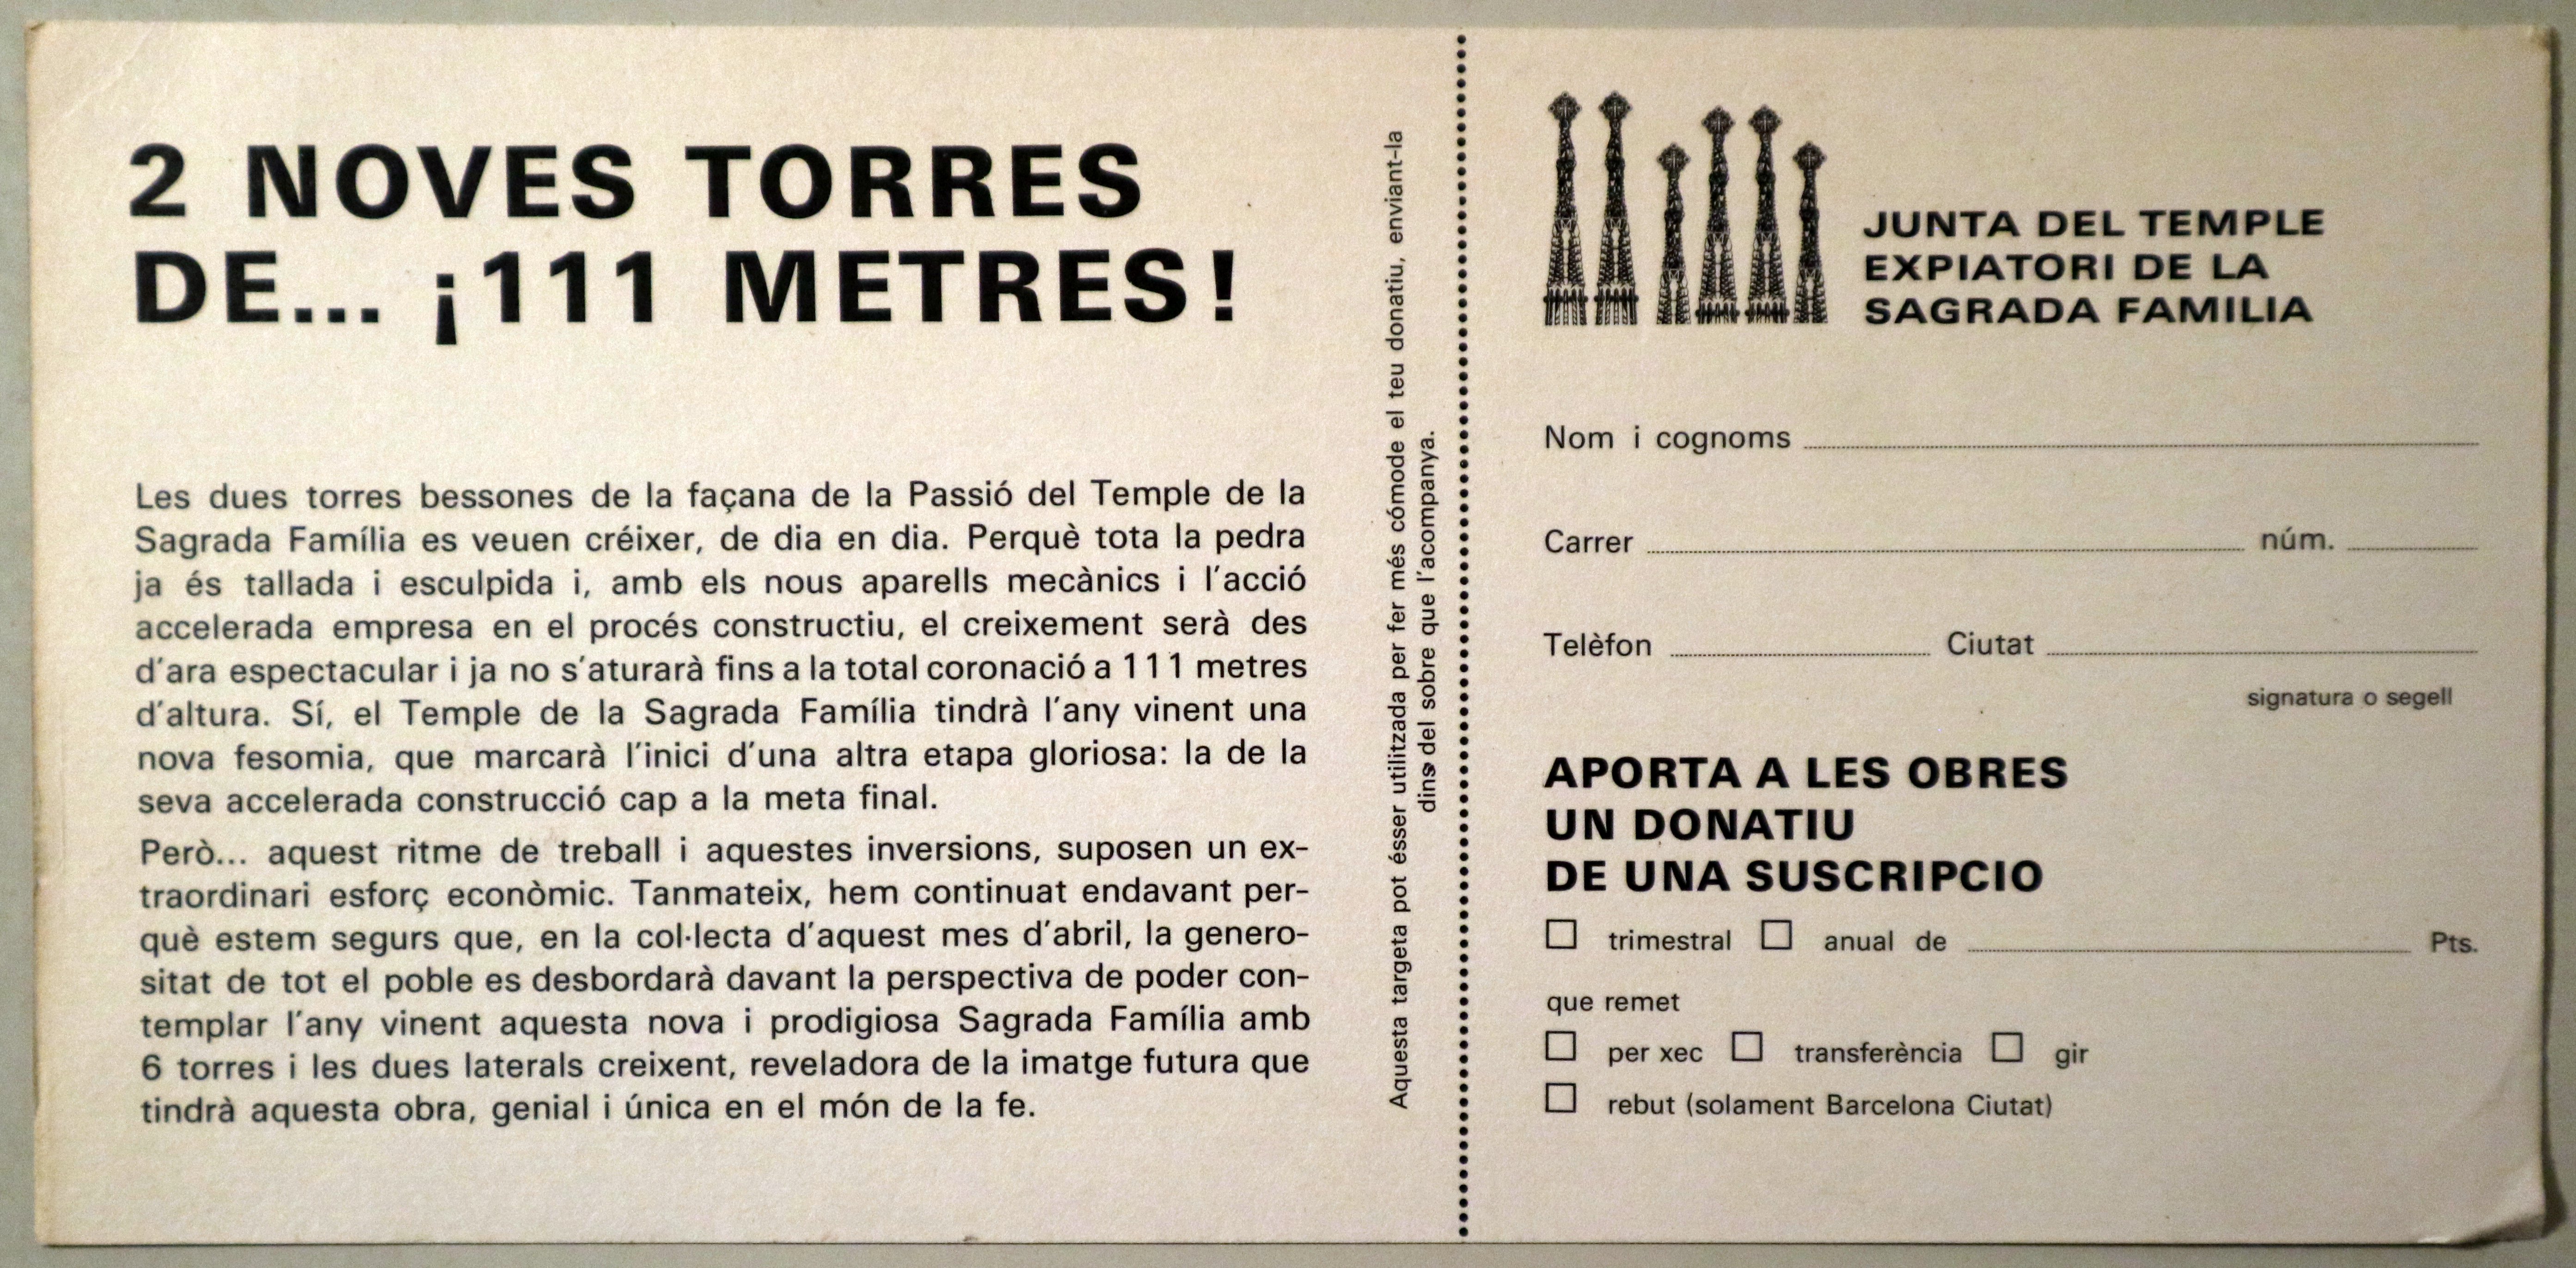 2 NOVES TORRES
DE... ¡111 METRES!
Les dues torres bessones de la façana de la Passió del Temple de la
Sagrada Família es veuen créixer, de dia en dia. Perquè tota la pedra
ja és tallada i esculpida i, amb els nous aparells mecànics i l'acció
accelerada empresa en el procés constructiu, el creixement serà des
d'ara espectacular i ja no s'aturarà fins a la total coronació a 111 metres
d'altura. Sí, el Temple de la Sagrada Família tindrà l'any vinent una
nova fesomia, que marcarà l'inici d'una altra etapa gloriosa: la de la
seva accelerada construcció cap a la meta final.
Però... aquest ritme de treball i aquestes inversions, suposen un ex-
traordinari esforç econòmic. Tanmateix, hem continuat endavant per-
què estem segurs que, en la col·lecta d'aquest mes d'abril, la genero-
sitat de tot el poble es desbordarà davant la perspectiva de poder con-
templar l'any vinent aquesta nova i prodigiosa Sagrada Família amb
6 torres i les dues laterals creixent, reveladora de la imatge futura que
tindrà aquesta obra, genial i única en el món de la fe.
Aquesta targeta pot ésser utilitzada per fer més cómode el teu donatiu, enviant-la
dins del sobre que l'acompanya.
JUNTA DEL TEMPLE
EXPIATORI DE LA
SAGRADA FAMILIA
Nom i cognoms
Carrer núm.
Telèfon Ciutat
signatura o segell
APORTA A LES OBRES
UN DONATIU
DE UNA SUSCRIPCIO
trimestral anual de Pts.
que remet
per xec transferència gir
rebut (solament Barcelona Ciutat)